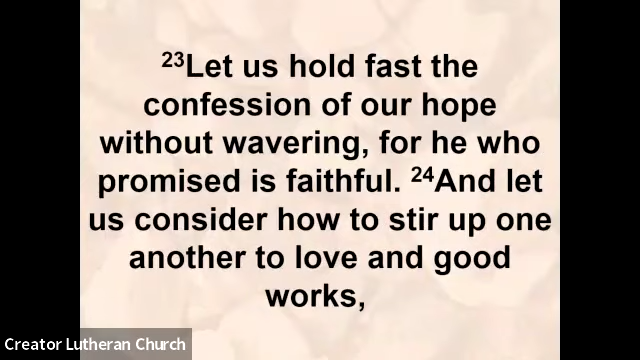 23Let us hold fast the
confession of our hope
without wavering, for he who
promised is faithful. 24And let
us consider how to stir up one
another to love and good
works,
Creator Lutheran Church